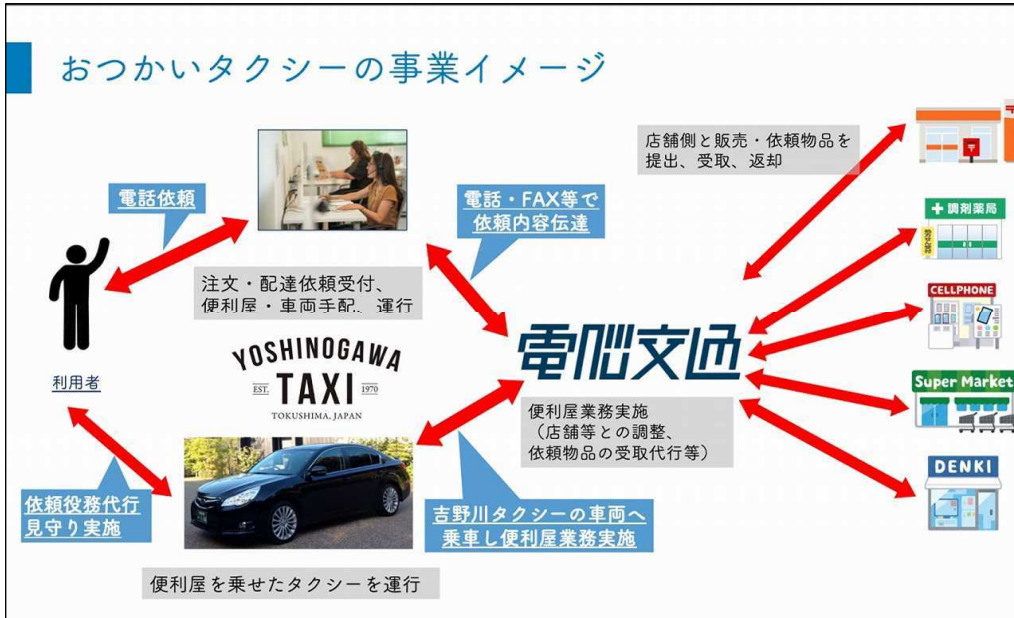 おつかいタクシーの事業イメージ
店舗側と販売・依頼物品を
提出、受取、返却
電話依頼
電話・FAX等で
依頼内容伝達
調剤薬局
注文・配達依頼受付、
便利屋・車両手配、運行
CELLPHONE
利用者
YOSHINOGAWA
EST. TAXI 1970
TOKUSHIMA, JAPAN
電脳交通
Super Market
便利屋業務実施
（店舗等との調整、
依頼物品の受取代行等）
DENKI
依頼役務代行
見守り実施
吉野川タクシーの車両へ
乗車し便利屋業務実施
便利屋を乗せたタクシーを運行